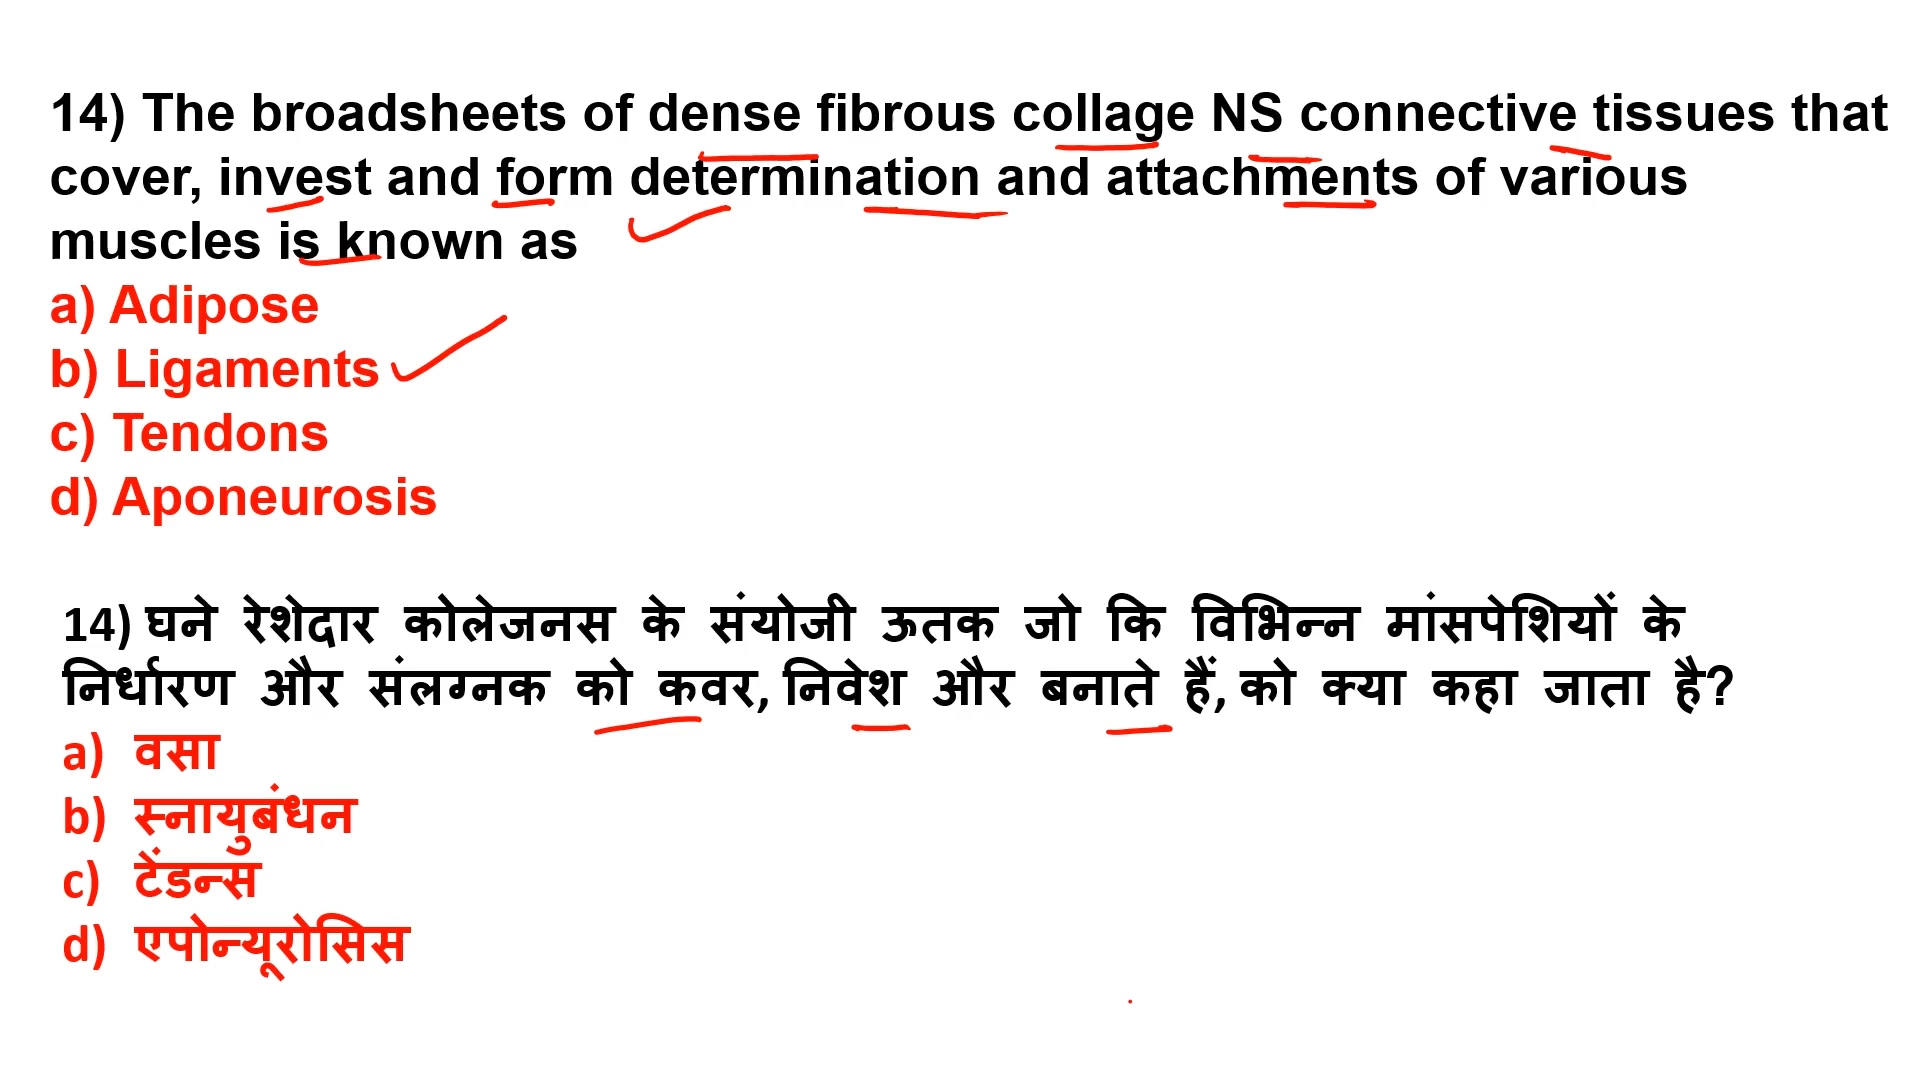 14) The broadsheets of dense fibrous collage NS connective tissues that
cover, invest and form determination and attachments of various
muscles is known as
a) Adipose
b) Ligaments
c) Tendons
d) Aponeurosis
14) घने रेशेदार कोलेजनस के संयोजी ऊतक जो कि विभिन्न मांसपेशियों के
निर्धारण और संलग्नक को कवर, निवेश और बनाते हैं, को क्या कहा जाता है?
a) वसा
b) स्नायुबंधन
c) टेंडन्स
d) एपोन्यूरोसिस